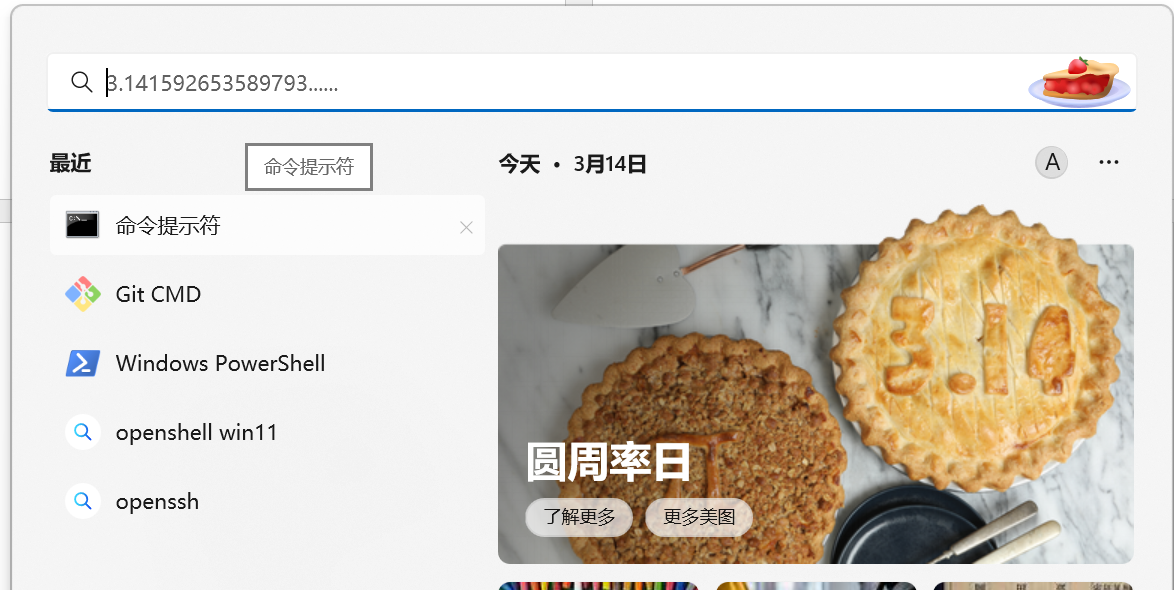 3.141592653589793......
最近
命令提示符
今天 • 3月14日
A
命令提示符
Git CMD
Windows PowerShell
openshell win11
openssh
3.14
圆周率日
了解更多
更多美图